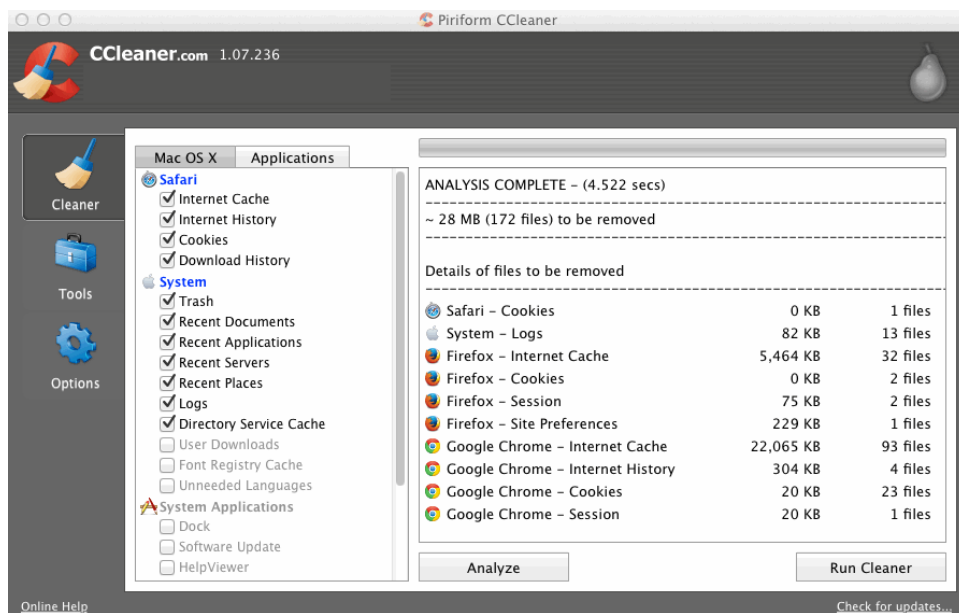 Piriform CCleaner
CCleaner.com 1.07.236
Cleaner
Tools
Options
Mac OS X
Applications
Safari
Internet Cache
Internet History
Cookies
Download History
System
Trash
Recent Documents
Recent Applications
Recent Servers
Recent Places
Logs
Directory Service Cache
User Downloads
Font Registry Cache
Unneeded Languages
System Applications
Dock
Software Update
HelpViewer
ANALYSIS COMPLETE – (4.522 secs)
~ 28 MB (172 files) to be removed
Details of files to be removed
Safari – Cookies 0 KB 1 files
System – Logs 82 KB 13 files
Firefox – Internet Cache 5,464 KB 32 files
Firefox – Cookies 0 KB 2 files
Firefox – Session 75 KB 2 files
Firefox – Site Preferences 229 KB 1 files
Google Chrome – Internet Cache 22,065 KB 93 files
Google Chrome – Internet History 304 KB 4 files
Google Chrome – Cookies 20 KB 23 files
Google Chrome – Session 20 KB 1 files
Analyze
Run Cleaner
Online Help
Check for updates...